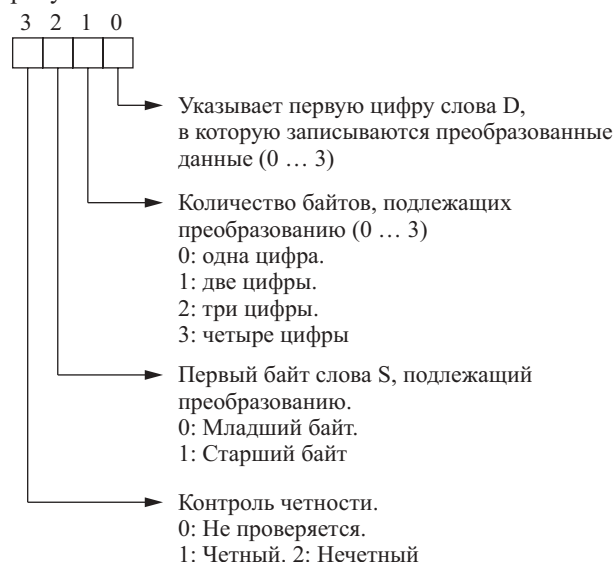 3 2 1 0
Указывает первую цифру слова D,
в которую записываются преобразованные
данные (0 … 3)
Количество байтов, подлежащих
преобразованию (0 … 3)
0: одна цифра.
1: две цифры.
2: три цифры.
3: четыре цифры
Первый байт слова S, подлежащий
преобразованию.
0: Младший байт.
1: Старший байт
Контроль четности.
0: Не проверяется.
1: Четный. 2: Нечетный